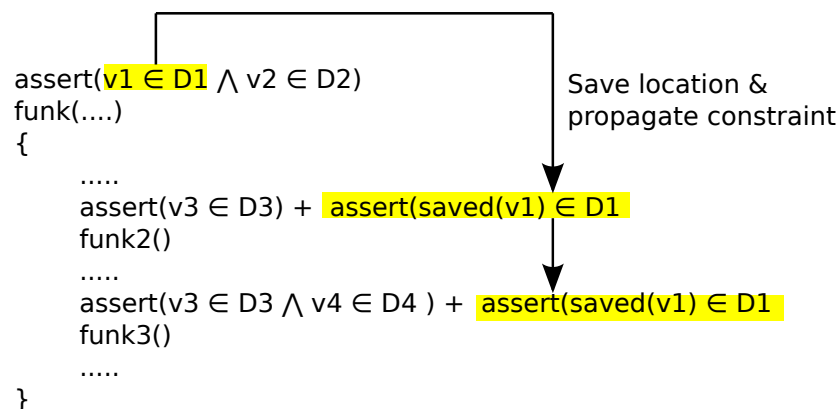 assert(v1 ∈ D1 ⋀ v2 ∈ D2)
funk(....)
{
Save location &
propagate constraint
.....
assert(v3 ∈ D3) + assert(saved(v1) ∈ D1
funk2()
.....
assert(v3 ∈ D3 ⋀ v4 ∈ D4 ) + assert(saved(v1) ∈ D1
funk3()
.....
}